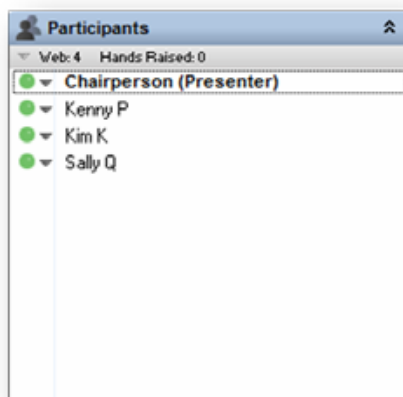 Participants
Web: 4 Hands Raised: 0
Chairperson (Presenter)
Kenny P
Kim K
Sally Q